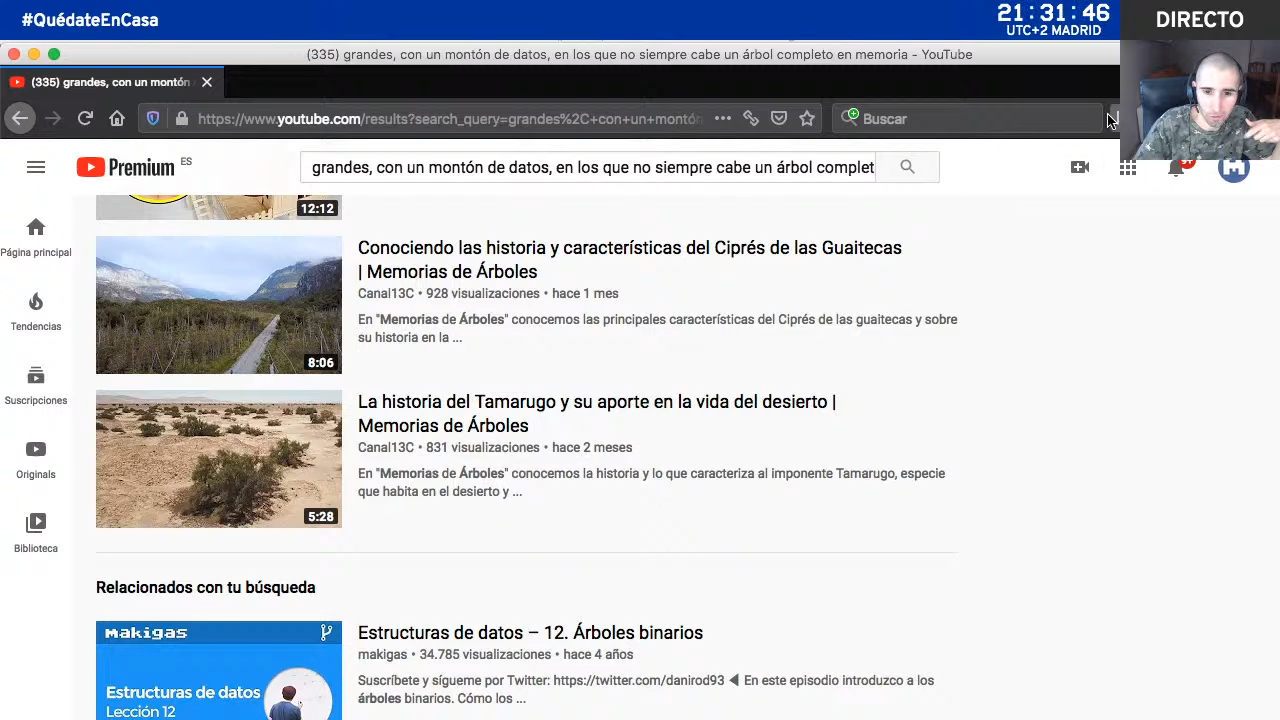 #QuédateEnCasa
21:31:46
UTC+2 MADRID
DIRECTO
(335) grandes, con un montón de datos, en los que no siempre cabe un árbol completo en memoria - YouTube
(335) grandes, con un montón
https://www.youtube.com/results?search_query=grandes%2C+con+un+montón
Buscar
Premium ES
grandes, con un montón de datos, en los que no siempre cabe un árbol complet
12:12
Página principal
Tendencias
Suscripciones
Originals
Biblioteca
Conociendo las historia y características del Ciprés de las Guaitecas
| Memorias de Árboles
Canal13C • 928 visualizaciones • hace 1 mes
En "Memorias de Árboles" conocemos las principales características del Ciprés de las guaitecas y sobre
su historia en la ...
8:06
La historia del Tamarugo y su aporte en la vida del desierto |
Memorias de Árboles
Canal13C • 831 visualizaciones • hace 2 meses
En "Memorias de Árboles" conocemos la historia y lo que caracteriza al imponente Tamarugo, especie
que habita en el desierto y ...
5:28
Relacionados con tu búsqueda
makigas
Estructuras de datos
Lección 12
Estructuras de datos – 12. Árboles binarios
makigas • 34.785 visualizaciones • hace 4 años
Suscríbete y sígueme por Twitter: https://twitter.com/danirod93 ◀ En este episodio introduzco a los
árboles binarios. Cómo los ...